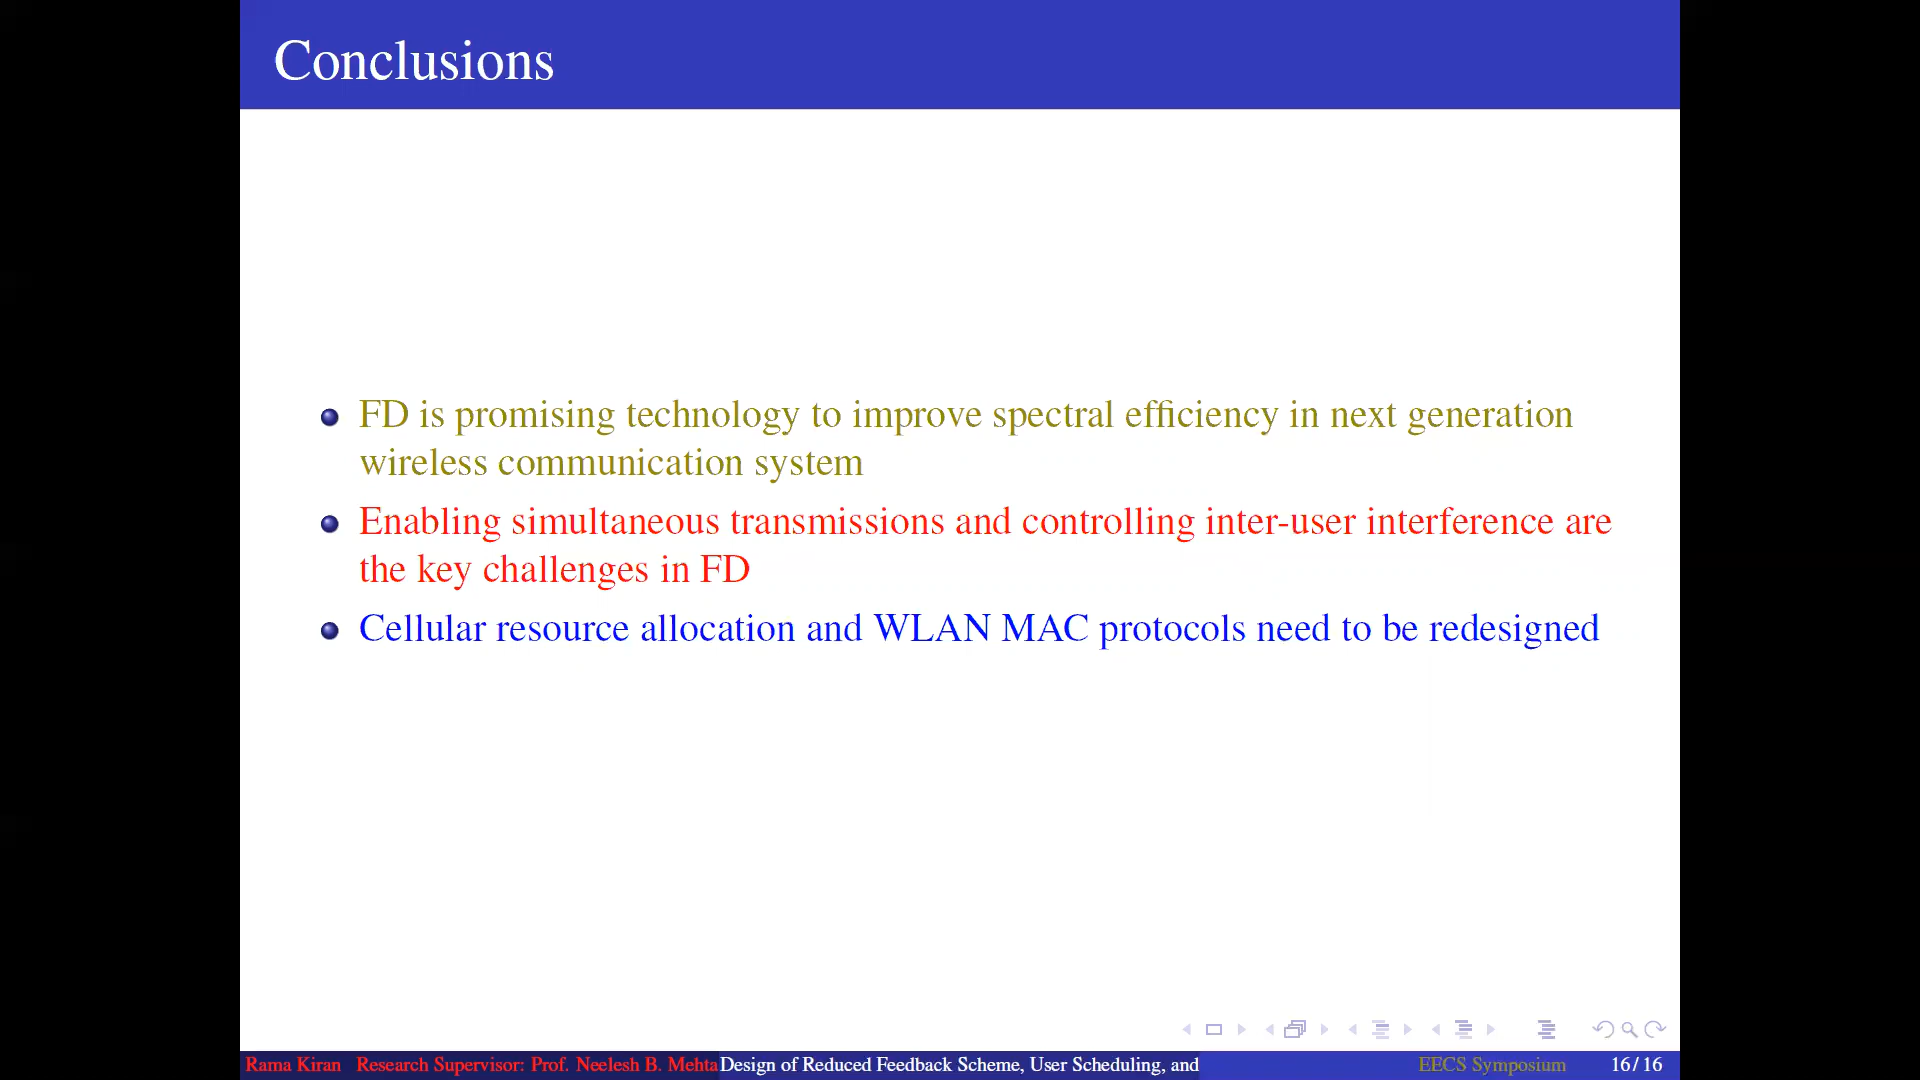 Conclusions
FD is promising technology to improve spectral efficiency in next generation
wireless communication system
Enabling simultaneous transmissions and controlling inter-user interference are
the key challenges in FD
Cellular resource allocation and WLAN MAC protocols need to be redesigned
Rama Kiran Research Supervisor: Prof. Neelesh B. Mehta Design of Reduced Feedback Scheme, User Scheduling, and EECS Symposium 16/16